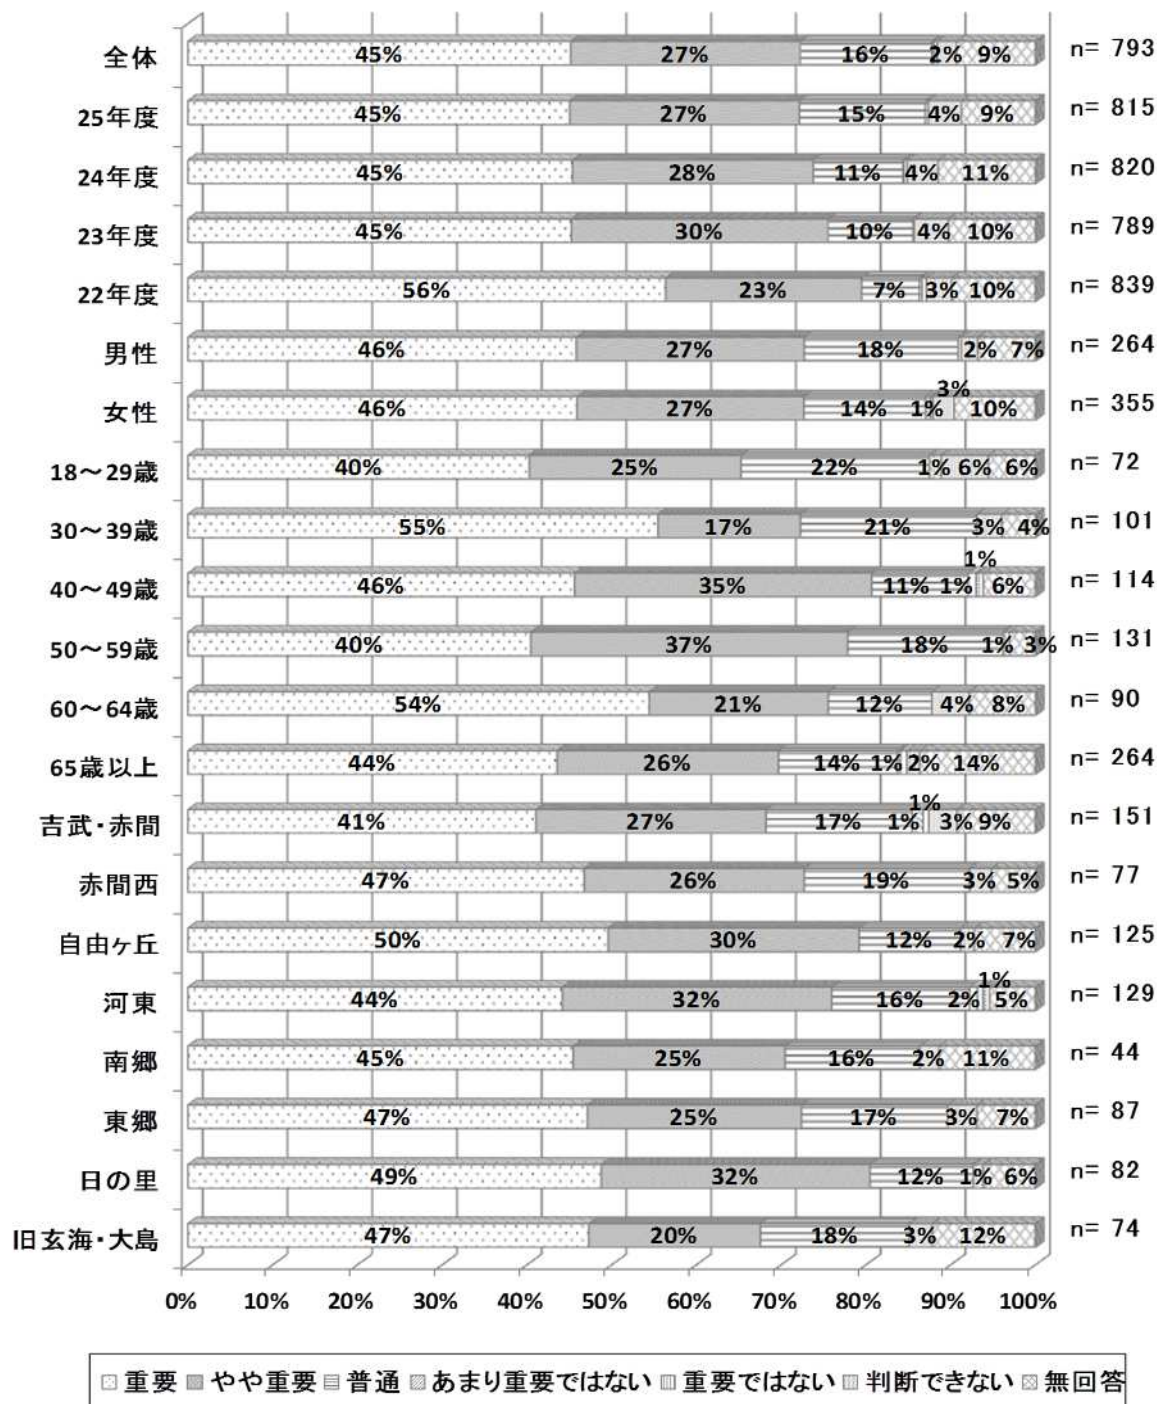 全体 45% 27% 16% 2% 9% n= 793
25年度 45% 27% 15% 4% 9% n= 815
24年度 45% 28% 11% 4% 11% n= 820
23年度 45% 30% 10% 4% 10% n= 789
22年度 56% 23% 7% 3% 10% n= 839
男性 46% 27% 18% 2% 7% n= 264
3%
女性 46% 27% 14% 1% 10% n= 355
18～29歳 40% 25% 22% 1% 6% 6% n= 72
30～39歳 55% 17% 21% 3% 4% n= 101
1%
40～49歳 46% 35% 11% 1% 6% n= 114
50～59歳 40% 37% 18% 1% 3% n= 131
60～64歳 54% 21% 12% 4% 8% n= 90
65歳以上 44% 26% 14% 1% 2% 14% n= 264
1%
吉武・赤間 41% 27% 17% 1% 3% 9% n= 151
赤間西 47% 26% 19% 3% 5% n= 77
自由ヶ丘 50% 30% 12% 2% 7% n= 125
1%
河東 44% 32% 16% 2% 5% n= 129
南郷 45% 25% 16% 2% 11% n= 44
東郷 47% 25% 17% 3% 7% n= 87
日の里 49% 32% 12% 1% 6% n= 82
旧玄海・大島 47% 20% 18% 3% 12% n= 74
0% 10% 20% 30% 40% 50% 60% 70% 80% 90% 100%
重要 やや重要 普通 あまり重要ではない 重要ではない 判断できない 無回答